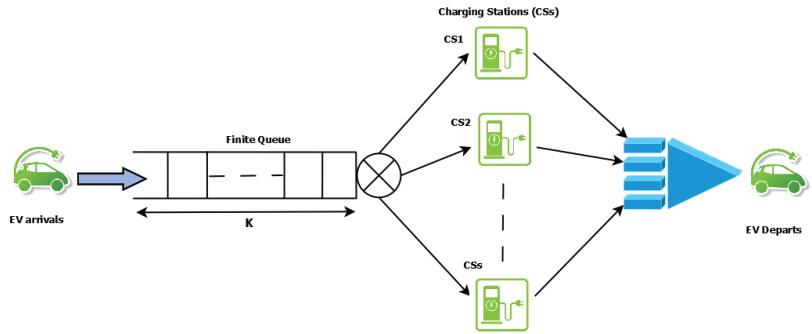 Charging Stations (CSs)
CS1
CS2
Finite Queue
EV arrivals
K
CSs
EV Departs